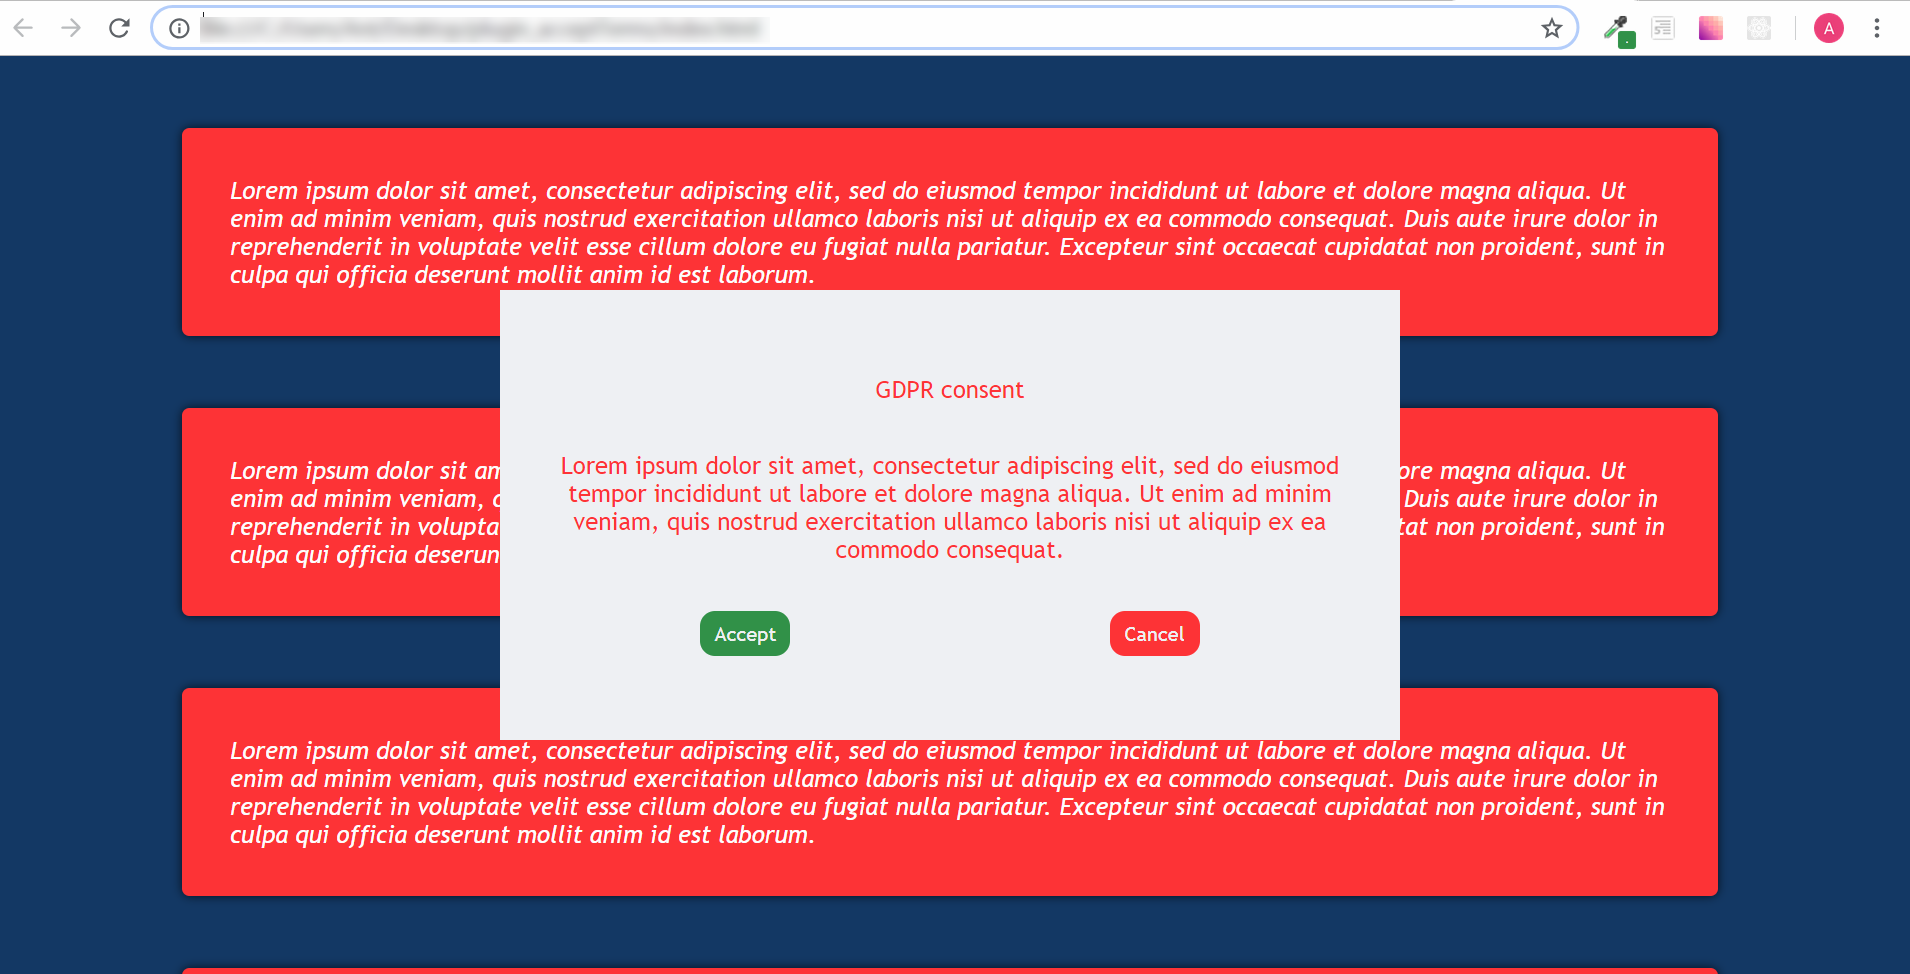 A
Lorem ipsum dolor sit amet, consectetur adipiscing elit, sed do eiusmod tempor incididunt ut labore et dolore magna aliqua. Ut
enim ad minim veniam, quis nostrud exercitation ullamco laboris nisi ut aliquip ex ea commodo consequat. Duis aute irure dolor in
reprehenderit in voluptate velit esse cillum dolore eu fugiat nulla pariatur. Excepteur sint occaecat cupidatat non proident, sunt in
culpa qui officia deserunt mollit anim id est laborum.
GDPR consent
Lorem ipsum dolor sit amet, consectetur adipiscing elit, sed do eiusmod
tempor incididunt ut labore et dolore magna aliqua. Ut enim ad minim
veniam, quis nostrud exercitation ullamco laboris nisi ut aliquip ex ea
commodo consequat.
Accept
Cancel
Lorem ipsum dolor sit am
ore magna aliqua. Ut
enim ad minim veniam,
Duis aute irure dolor in
reprehenderit in volupta
tat non proident, sunt in
culpa qui officia deserun
Lorem ipsum dolor sit amet, consectetur adipiscing elit, sed do eiusmod tempor incididunt ut labore et dolore magna aliqua. Ut
enim ad minim veniam, quis nostrud exercitation ullamco laboris nisi ut aliquip ex ea commodo consequat. Duis aute irure dolor in
reprehenderit in voluptate velit esse cillum dolore eu fugiat nulla pariatur. Excepteur sint occaecat cupidatat non proident, sunt in
culpa qui officia deserunt mollit anim id est laborum.